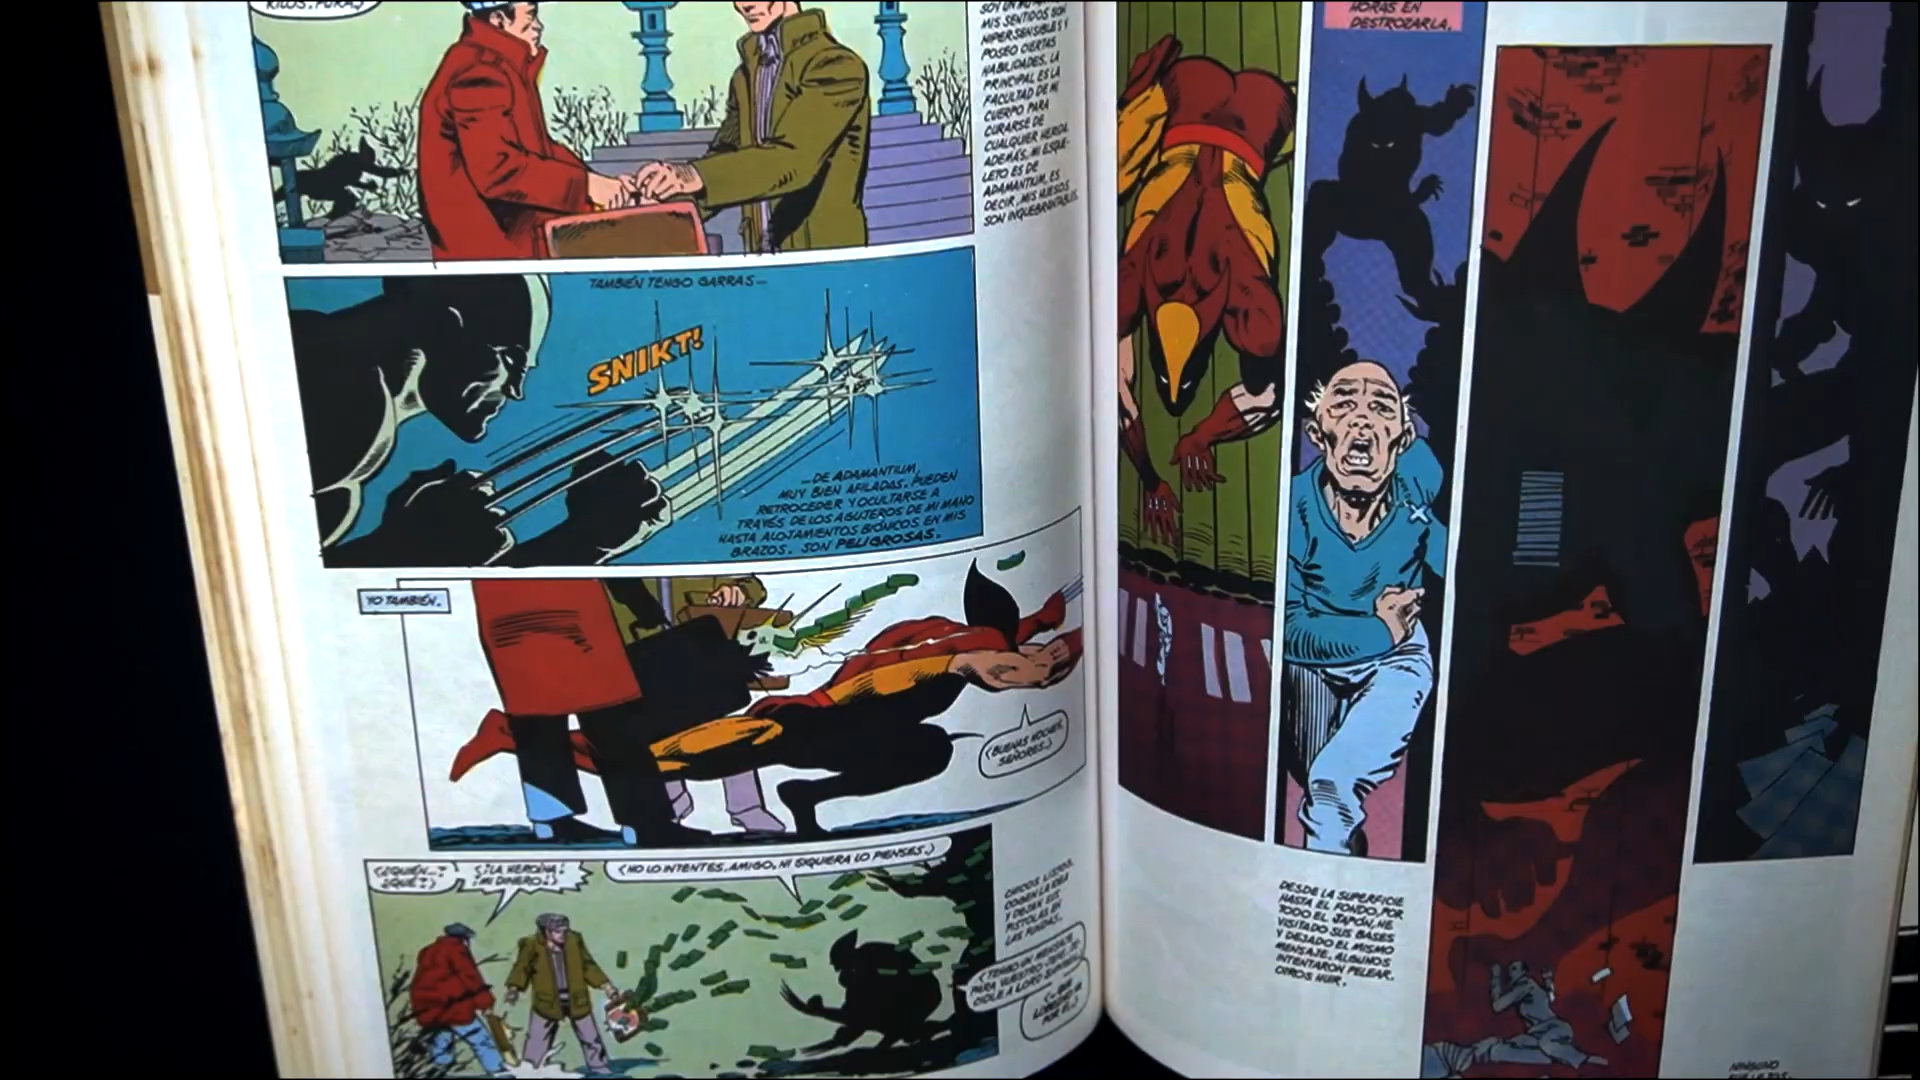 KILOS. PURA.)
MIS SENTIDOS SON
HIPERSENSIBLES Y
POSEO CIERTAS
HABILIDADES. LA
PRINCIPAL ES LA
FACULTAD DE MI
CUERPO PARA
CURARSE DE
CUALQUIER HERIDA.
ADEMÁS, MI ESQUE-
LETO ES DE
ADAMANTIUM, ES
DECIR, MIS HUESOS
SON INQUEBRANTABLES.
TAMBIÉN TENGO GARRAS—
SNIKT!
...DE ADAMANTIUM,
MUY BIEN AFILADAS. PUEDEN
RETROCEDER Y OCULTARSE A
TRAVÉS DE LOS AGUJEROS DE MI MANO
HASTA ALOJAMIENTOS BIÓNICOS EN MIS
BRAZOS. SON PELIGROSAS.
YO TAMBIÉN.
(BUENAS NOCHES,
SEÑORES.)
(¿QUIÉN...?
¿QUÉ?)
(¡LA HEROÍNA!
¡MI DINERO!)
(NO LO INTENTES, AMIGO. NI SIQUIERA LO PIENSES.)
CHICOS LISTOS.
COGEN LA IDEA
Y DEJAN SUS
PISTOLAS EN
LAS FUNDAS.
(TENGO UN MENSAJE
PARA VUESTRO JEFE.
HORAS EN
DESTROZARLA.
DESDE LA SUPERFICIE
HASTA EL FONDO, POR
TODO EL JAPÓN, HE
VISITADO SUS BASES
Y DEJADO EL MISMO
MENSAJE. ALGUNOS
INTENTARON PELEAR.
OTROS HUIR.
NINGUNO